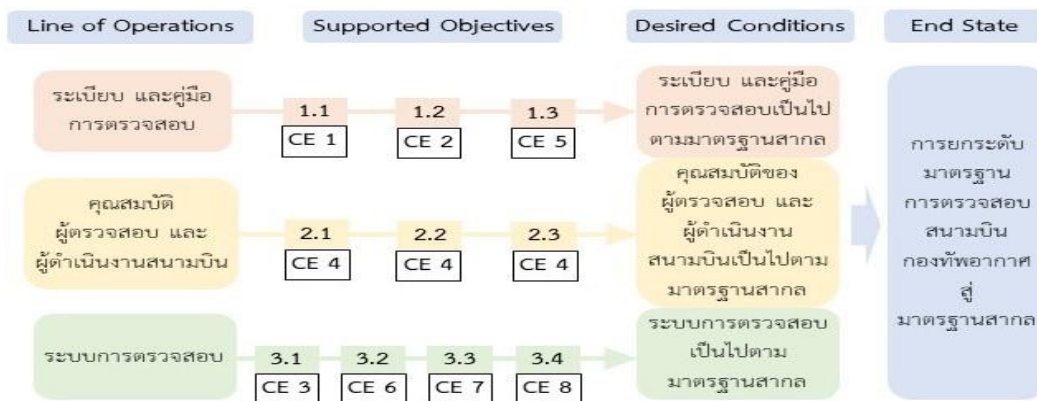 Line of Operations
Supported Objectives
Desired Conditions
End State
ระเบียบ และคู่มือ
การตรวจสอบ
1.1
1.2
1.3
CE 1
CE 2
CE 5
ระเบียบ และคู่มือ
การตรวจสอบเป็นไป
ตามมาตรฐานสากล
คุณสมบัติ
ผู้ตรวจสอบ และ
ผู้ดำเนินงานสนามบิน
2.1
2.2
2.3
CE 4
CE 4
CE 4
คุณสมบัติของ
ผู้ตรวจสอบ และ
ผู้ดำเนินงาน
สนามบินเป็นไปตาม
มาตรฐานสากล
ระบบการตรวจสอบ
3.1
3.2
3.3
3.4
CE 3
CE 6
CE 7
CE 8
ระบบการตรวจสอบ
เป็นไปตาม
มาตรฐานสากล
การยกระดับ
มาตรฐาน
การตรวจสอบ
สนามบิน
กองทัพอากาศ
สู่
มาตรฐานสากล